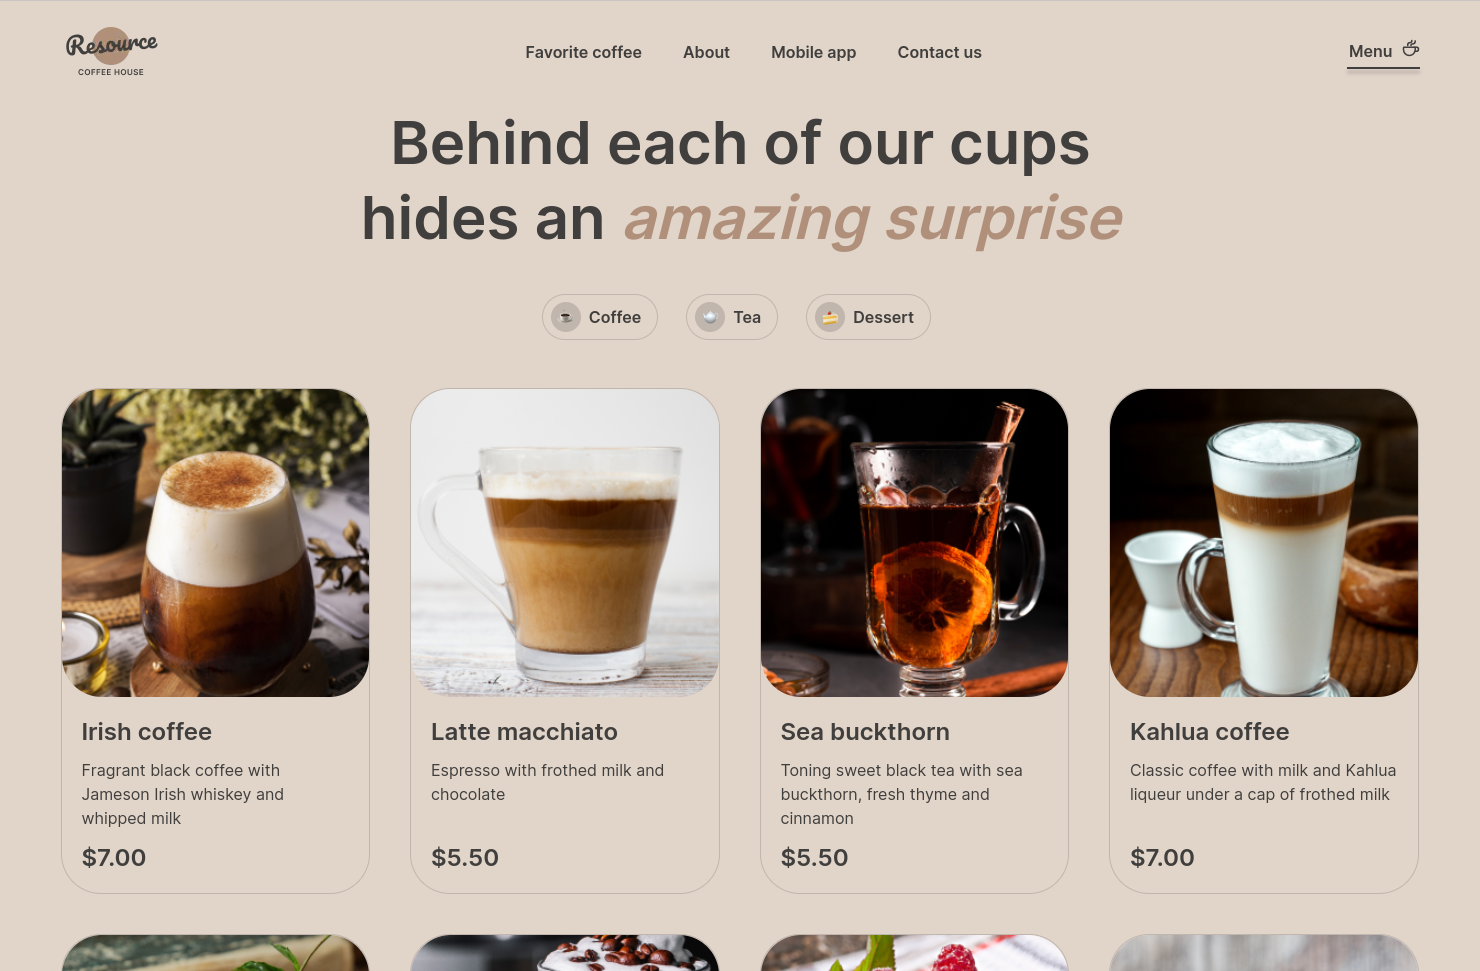 Resource
COFFEE HOUSE
Favorite coffee
About
Mobile app
Contact us
Menu
Behind each of our cups
hides an amazing surprise
Coffee
Tea
Dessert
Irish coffee
Fragrant black coffee with
Jameson Irish whiskey and
whipped milk
$7.00
Latte macchiato
Espresso with frothed milk and
chocolate
$5.50
Sea buckthorn
Toning sweet black tea with sea
buckthorn, fresh thyme and
cinnamon
$5.50
Kahlua coffee
Classic coffee with milk and Kahlua
liqueur under a cap of frothed milk
$7.00